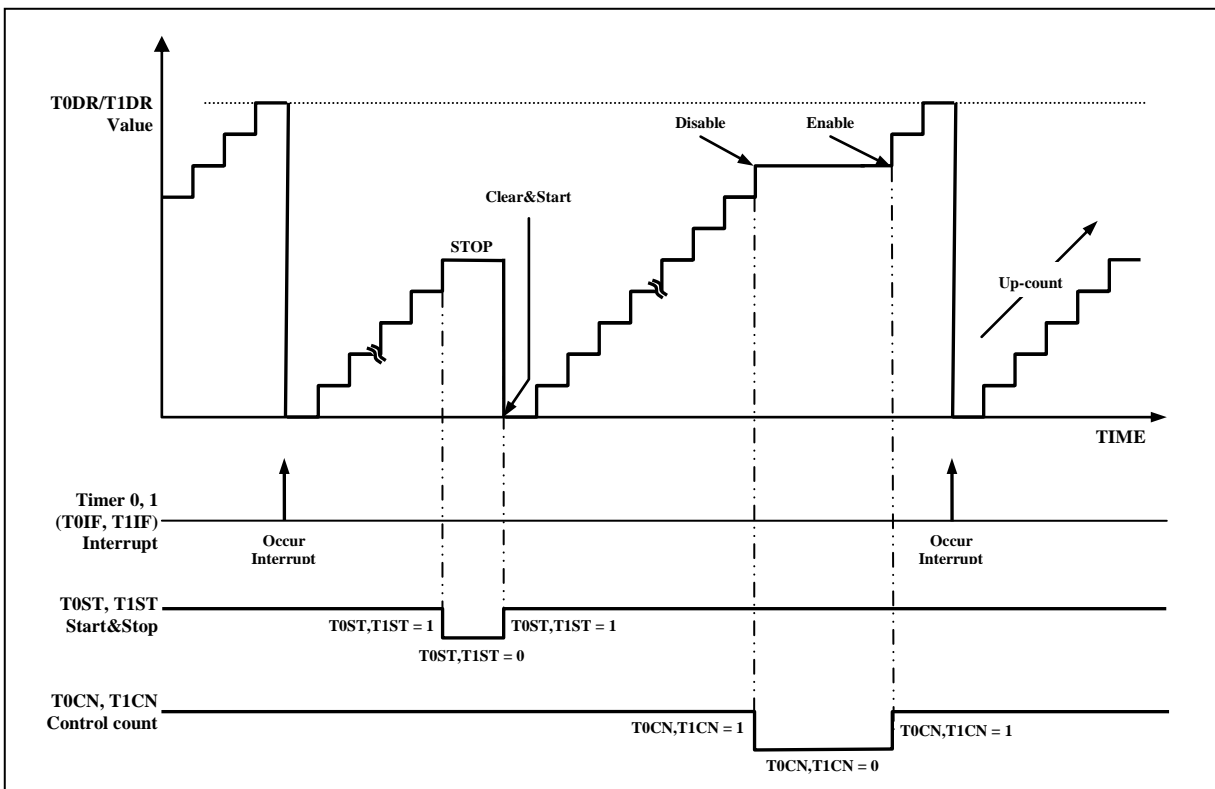 T0DR/T1DR
Value
Disable
Enable
Clear&Start
STOP
Up-count
TIME
Timer 0, 1
(T0IF, T1IF)
Interrupt
Occur
Interrupt
Occur
Interrupt
T0ST, T1ST
Start&Stop
T0ST,T1ST = 1
T0ST,T1ST = 1
T0ST,T1ST = 0
T0CN, T1CN
Control count
T0CN,T1CN = 1
T0CN,T1CN = 1
T0CN,T1CN = 0